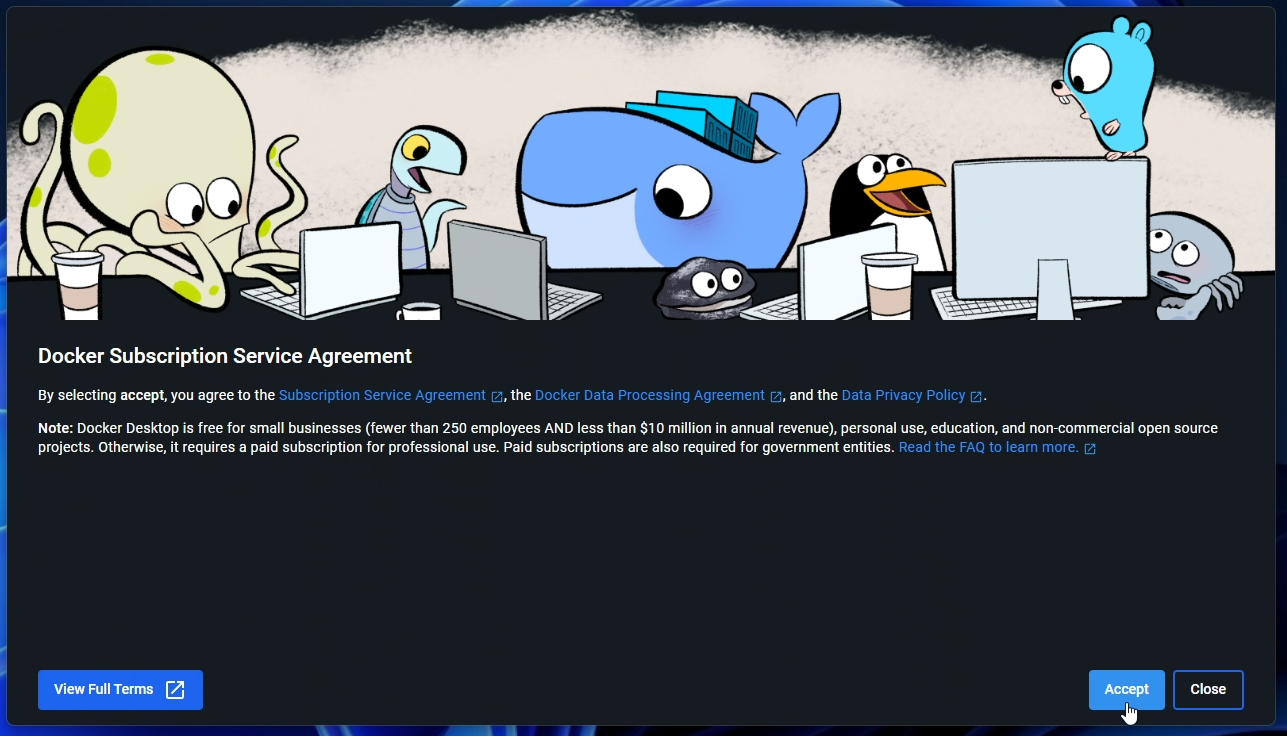 Docker Subscription Service Agreement
By selecting accept, you agree to the Subscription Service Agreement, the Docker Data Processing Agreement, and the Data Privacy Policy.
Note: Docker Desktop is free for small businesses (fewer than 250 employees AND less than $10 million in annual revenue), personal use, education, and non-commercial open source
projects. Otherwise, it requires a paid subscription for professional use. Paid subscriptions are also required for government entities. Read the FAQ to learn more.
View Full Terms
Accept
Close